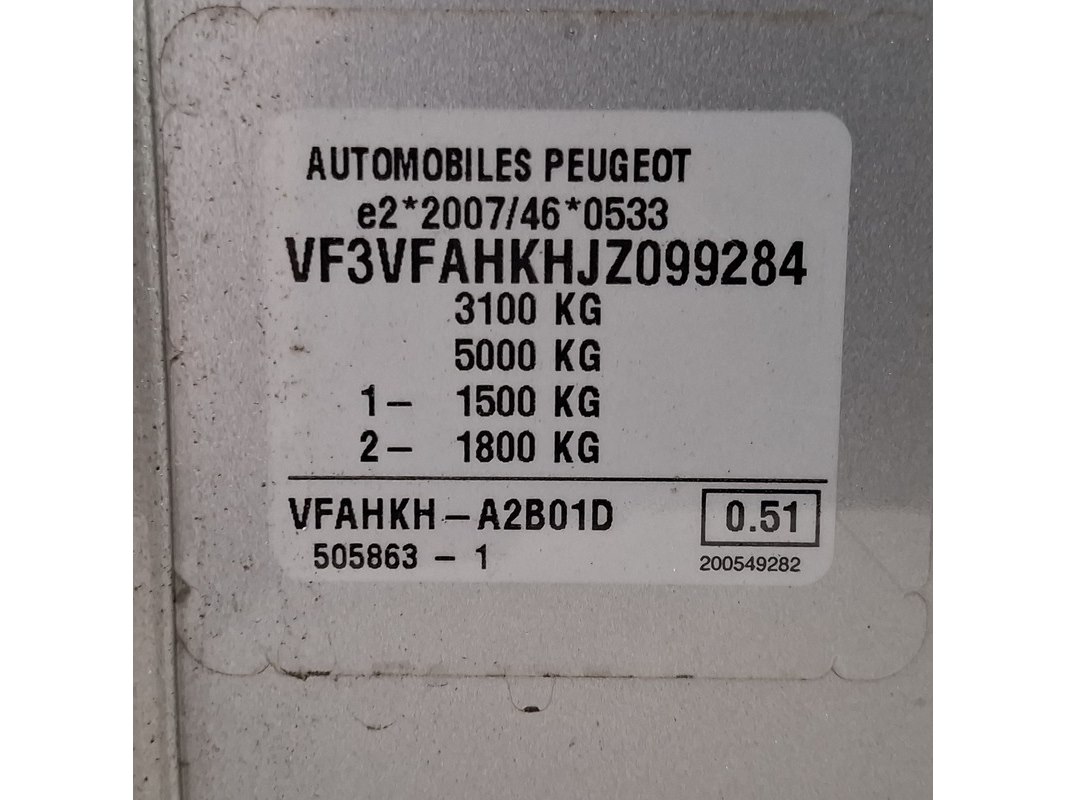 AUTOMOBILES PEUGEOT
e2*2007/46*0533
VF3VFAHKHJZ099284
3100 KG
5000 KG
1– 1500 KG
2– 1800 KG
VFAHKH – A2B01D
0.51
505863 – 1
200549282